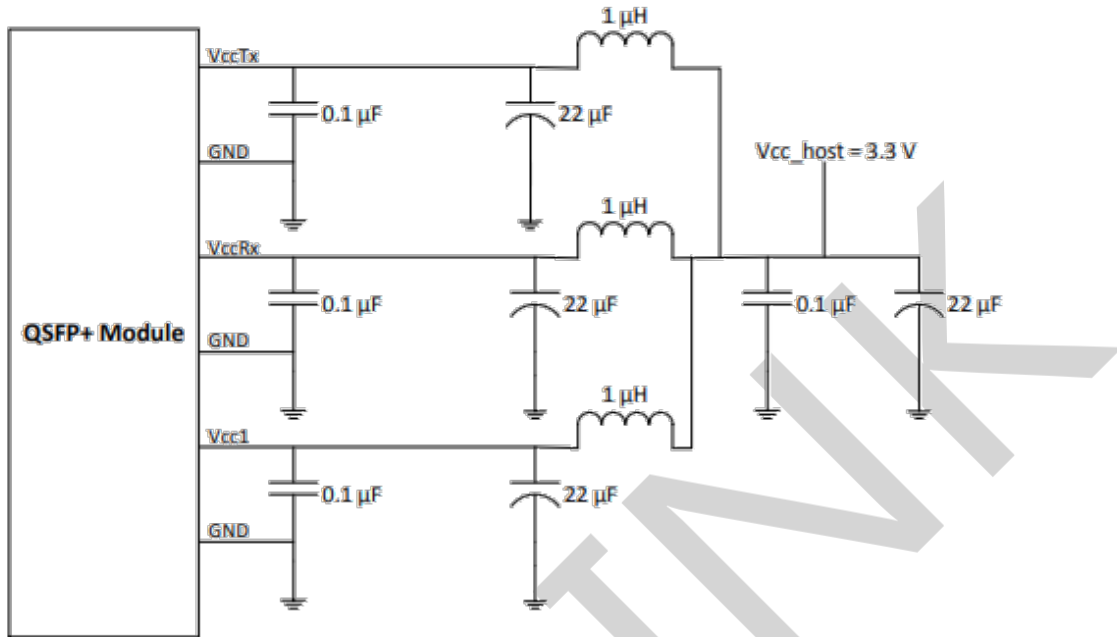 1 µH
VccTx
0.1 µF
22 µF
GND
Vcc_host = 3.3 V
1 µH
VccRx
0.1 µF
22 µF
0.1 µF
22 µF
QSFP+ Module
GND
1 µH
Vcc1
0.1 µF
22 µF
GND
INK